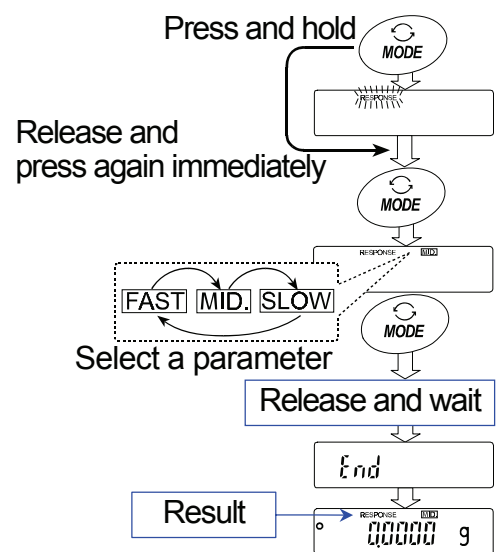 Press and hold
MODE
RESPONSE
Release and
press again immediately
MODE
RESPONSE MID.
FAST MID. SLOW
MODE
Select a parameter
Release and wait
End
Result
RESPONSE MID.
0.0000 g